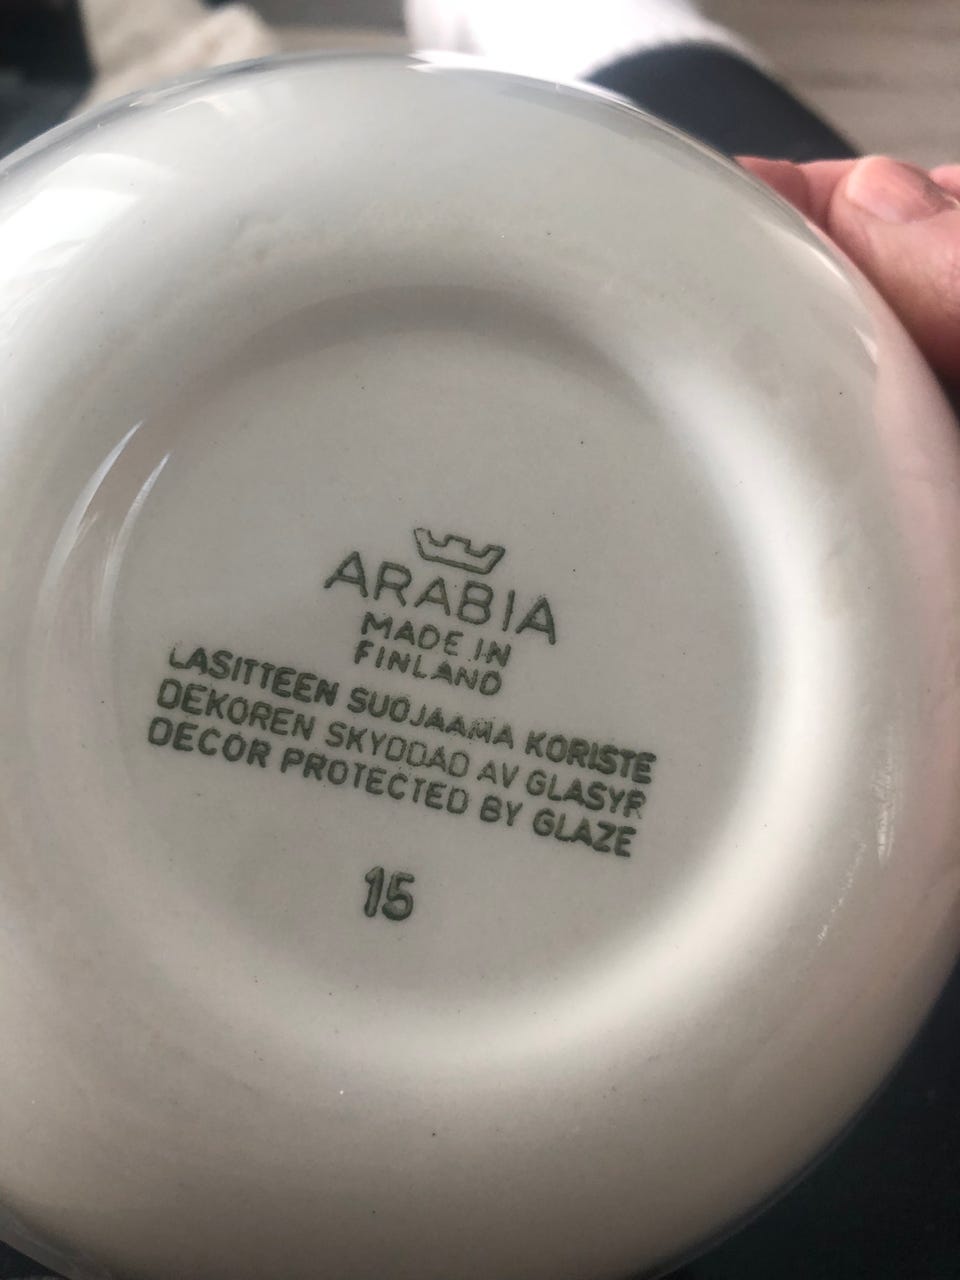 ARABIA
MADE IN
FINLAND
LASITTEEN SUOJAAMA KORISTE
DEKOREN SKYDDAD AV GLASYR
DECOR PROTECTED BY GLAZE
15